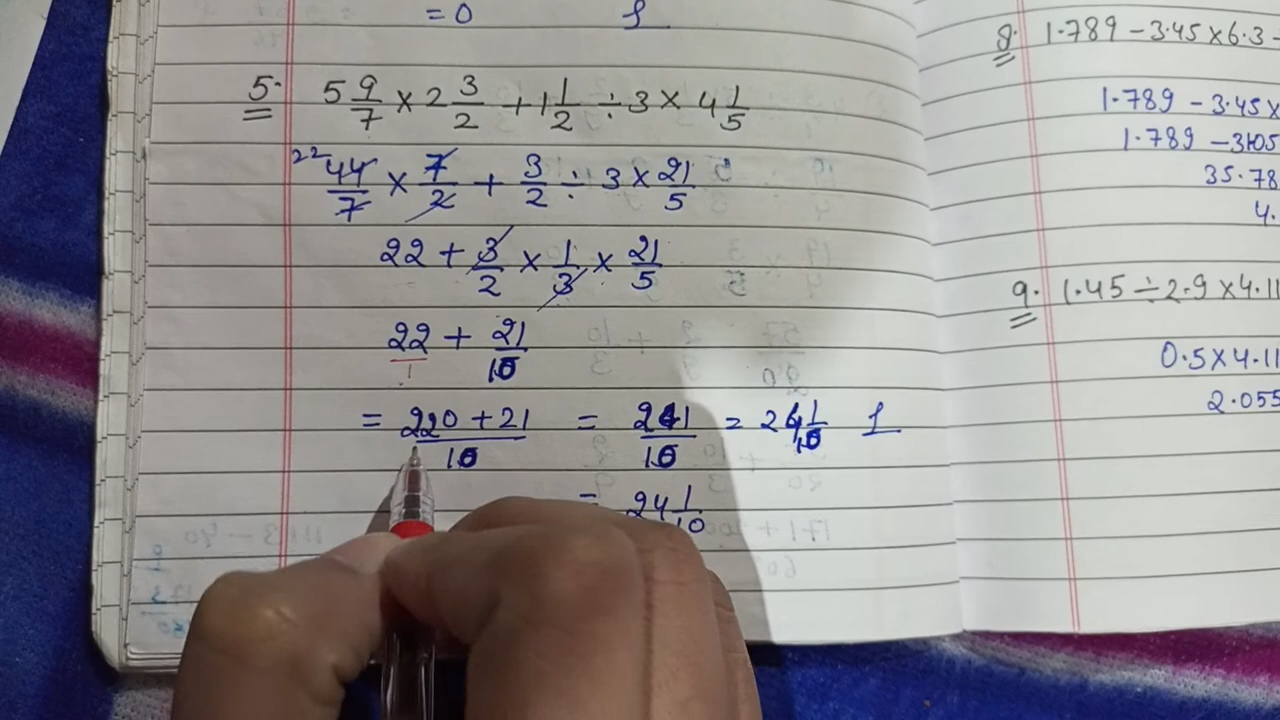 = 0
5. 5 9/7 × 2 3/2 + 1 1/2 ÷ 3 × 4 1/5
22 44/7 × 7/2 + 3/2 ÷ 3 × 21/5
22 + 3/2 × 1/3 × 21/5
22/1 + 21/10
= 220 + 21/10 = 241/10 = 24 1/10
= 24 1/10
8. 1.789 - 3.45 × 6.3 -
1.789 - 3.45 ×
1.789 - 3105
35.78
4.
9. 1.45 ÷ 2.9 × 4.11
0.5 × 4.11
2.055